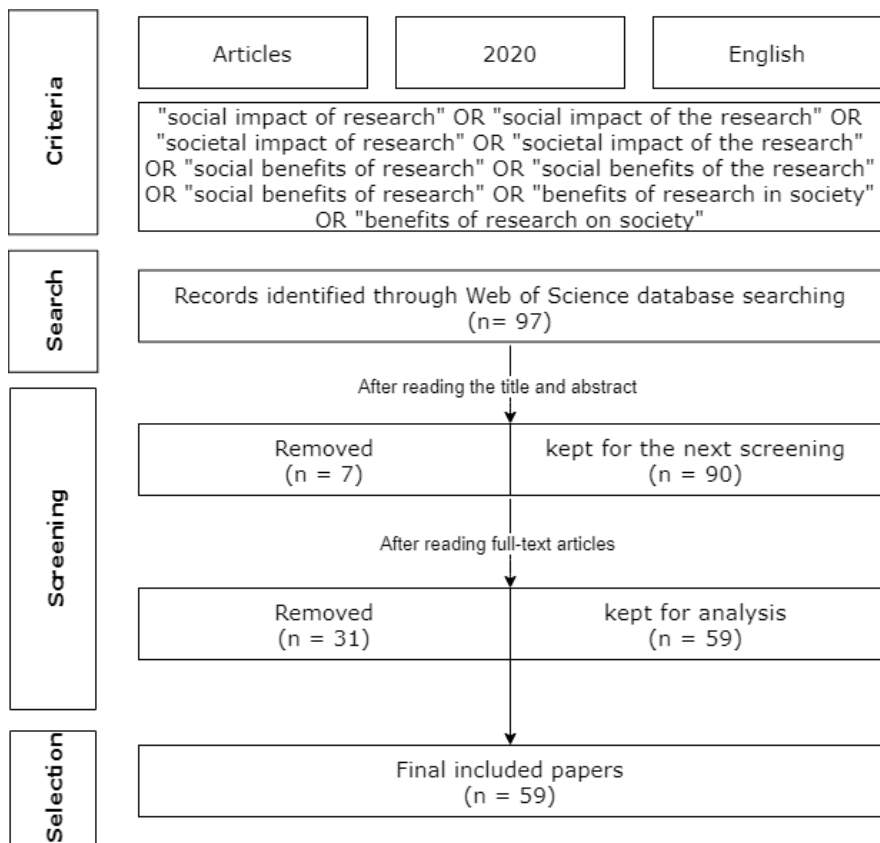 Criteria
Articles
2020
English
"social impact of research" OR "social impact of the research" OR
"societal impact of research" OR "societal impact of the research"
OR "social benefits of research" OR "social benefits of the research"
OR "social benefits of research" OR "benefits of research in society"
OR "benefits of research on society"
Search
Records identified through Web of Science database searching
(n= 97)
After reading the title and abstract
Screening
Removed
(n = 7)
kept for the next screening
(n = 90)
After reading full-text articles
Removed
(n = 31)
kept for analysis
(n = 59)
Selection
Final included papers
(n = 59)